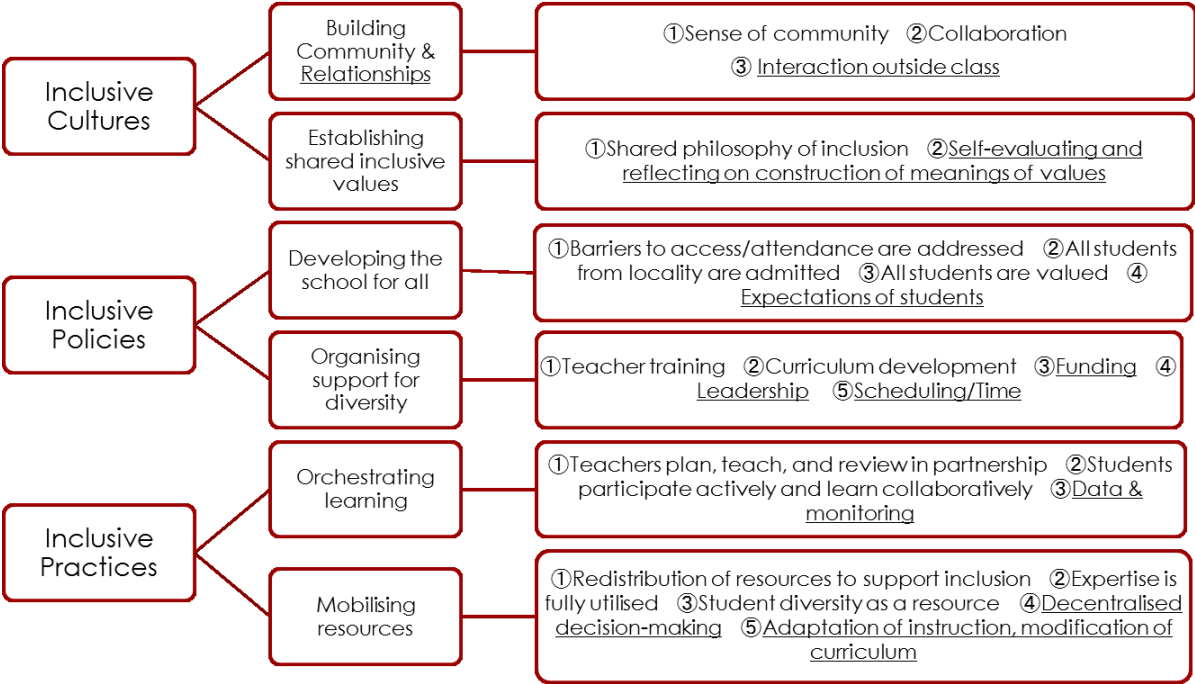 Inclusive
Cultures
Building
Community &
Relationships
①Sense of community ②Collaboration
③ Interaction outside class
Establishing
shared inclusive
values
①Shared philosophy of inclusion ②Self-evaluating and
reflecting on construction of meanings of values
Inclusive
Policies
Developing the
school for all
①Barriers to access/attendance are addressed ②All students
from locality are admitted ③All students are valued ④
Expectations of students
Organising
support for
diversity
①Teacher training ②Curriculum development ③Funding ④
Leadership ⑤Scheduling/Time
Inclusive
Practices
Orchestrating
learning
①Teachers plan, teach, and review in partnership ②Students
participate actively and learn collaboratively ③Data &
monitoring
Mobilising
resources
①Redistribution of resources to support inclusion ②Expertise is
fully utilised ③Student diversity as a resource ④Decentralised
decision-making ⑤Adaptation of instruction, modification of
curriculum